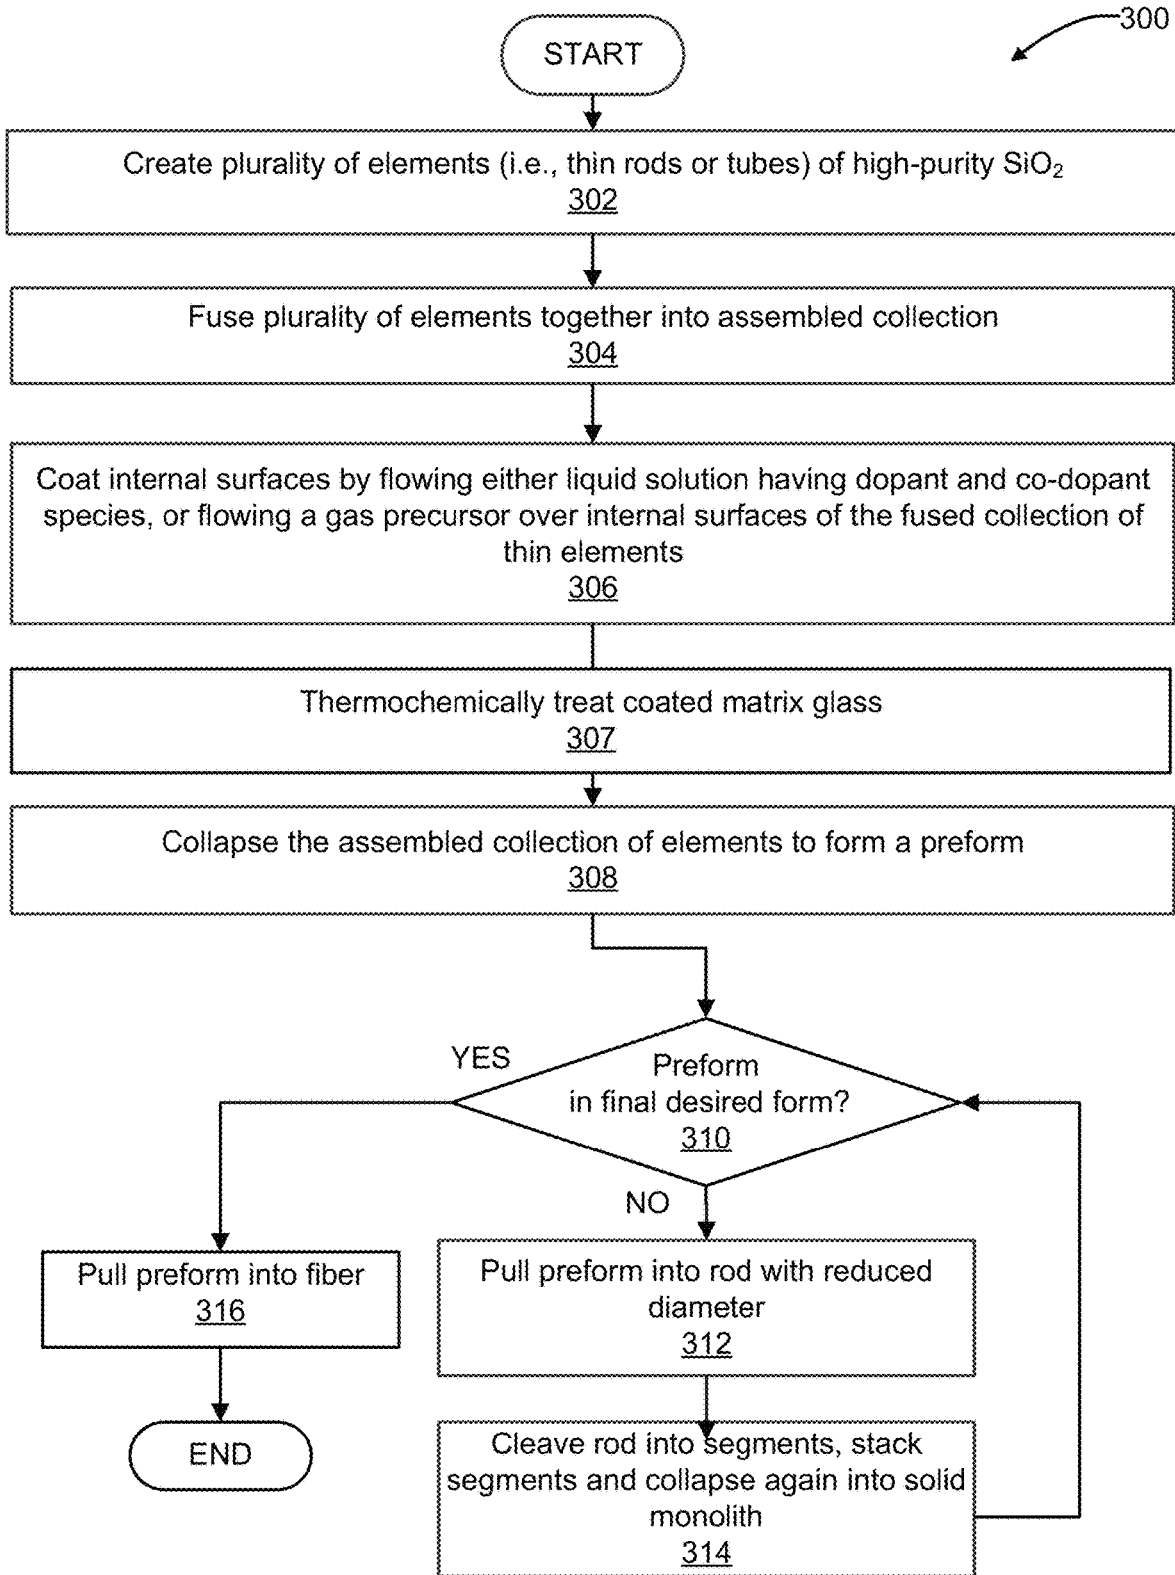 300
START
Create plurality of elements (i.e., thin rods or tubes) of high-purity SiO₂
302
Fuse plurality of elements together into assembled collection
304
Coat internal surfaces by flowing either liquid solution having dopant and co-dopant
species, or flowing a gas precursor over internal surfaces of the fused collection of
thin elements
306
Thermochemically treat coated matrix glass
307
Collapse the assembled collection of elements to form a preform
308
YES
Preform
in final desired form?
310
NO
Pull preform into fiber
316
Pull preform into rod with reduced
diameter
312
END
Cleave rod into segments, stack
segments and collapse again into solid
monolith
314